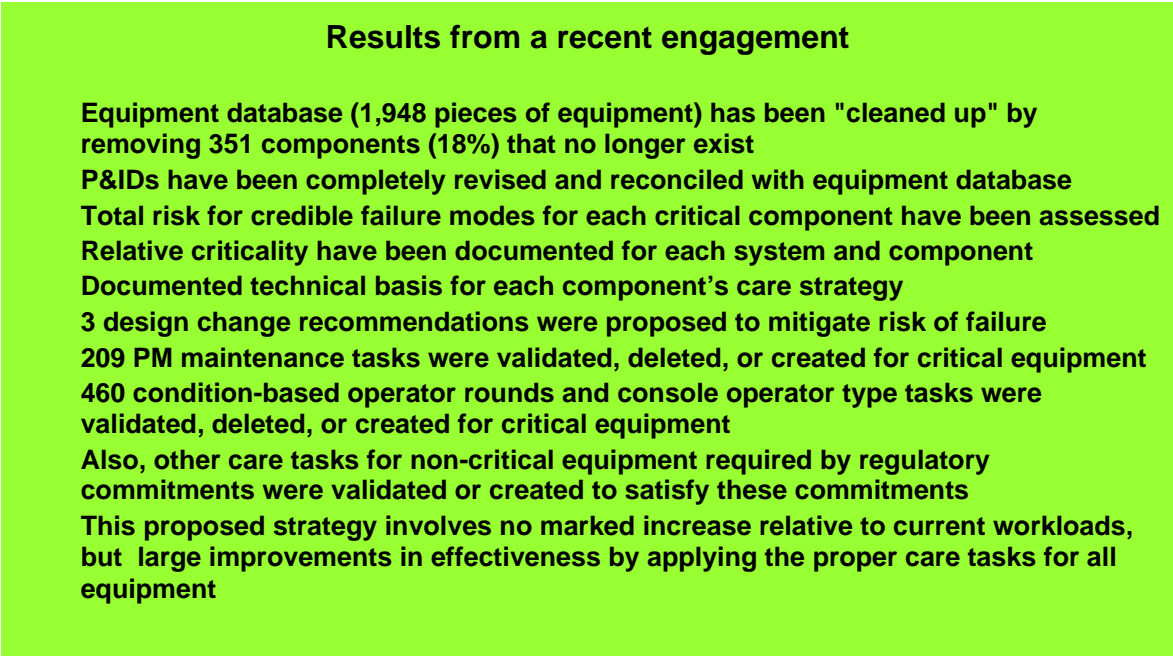 Results from a recent engagement
Equipment database (1,948 pieces of equipment) has been "cleaned up" by
removing 351 components (18%) that no longer exist
P&IDs have been completely revised and reconciled with equipment database
Total risk for credible failure modes for each critical component have been assessed
Relative criticality have been documented for each system and component
Documented technical basis for each component’s care strategy
3 design change recommendations were proposed to mitigate risk of failure
209 PM maintenance tasks were validated, deleted, or created for critical equipment
460 condition-based operator rounds and console operator type tasks were
validated, deleted, or created for critical equipment
Also, other care tasks for non-critical equipment required by regulatory
commitments were validated or created to satisfy these commitments
This proposed strategy involves no marked increase relative to current workloads,
but  large improvements in effectiveness by applying the proper care tasks for all
equipment